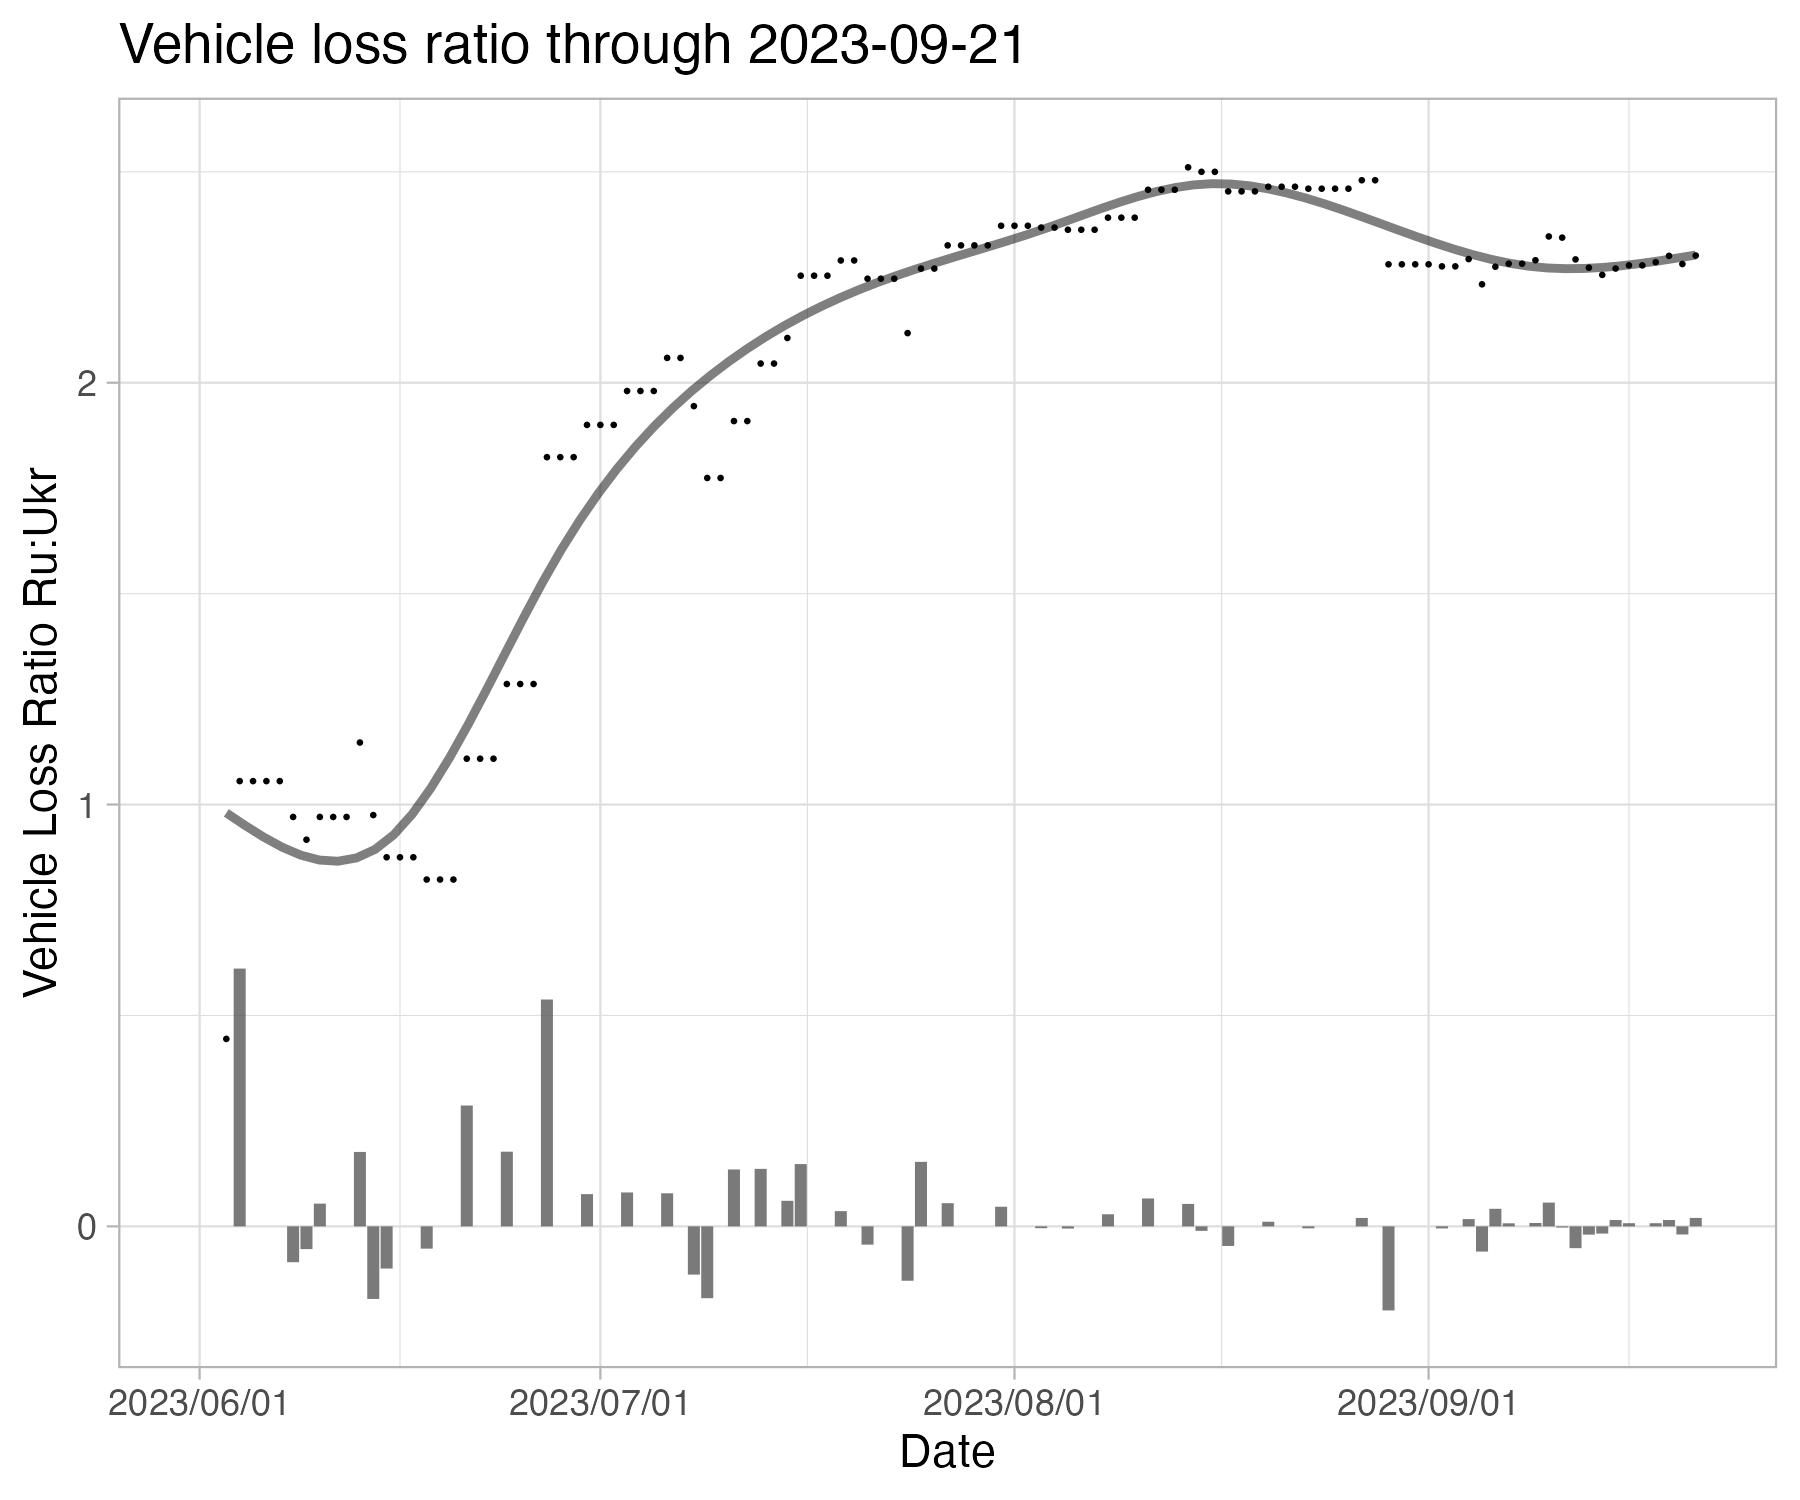 Vehicle loss ratio through 2023-09-21
Vehicle Loss Ratio Ru:Ukr
2
1
0
2023/06/01
2023/07/01
2023/08/01
2023/09/01
Date